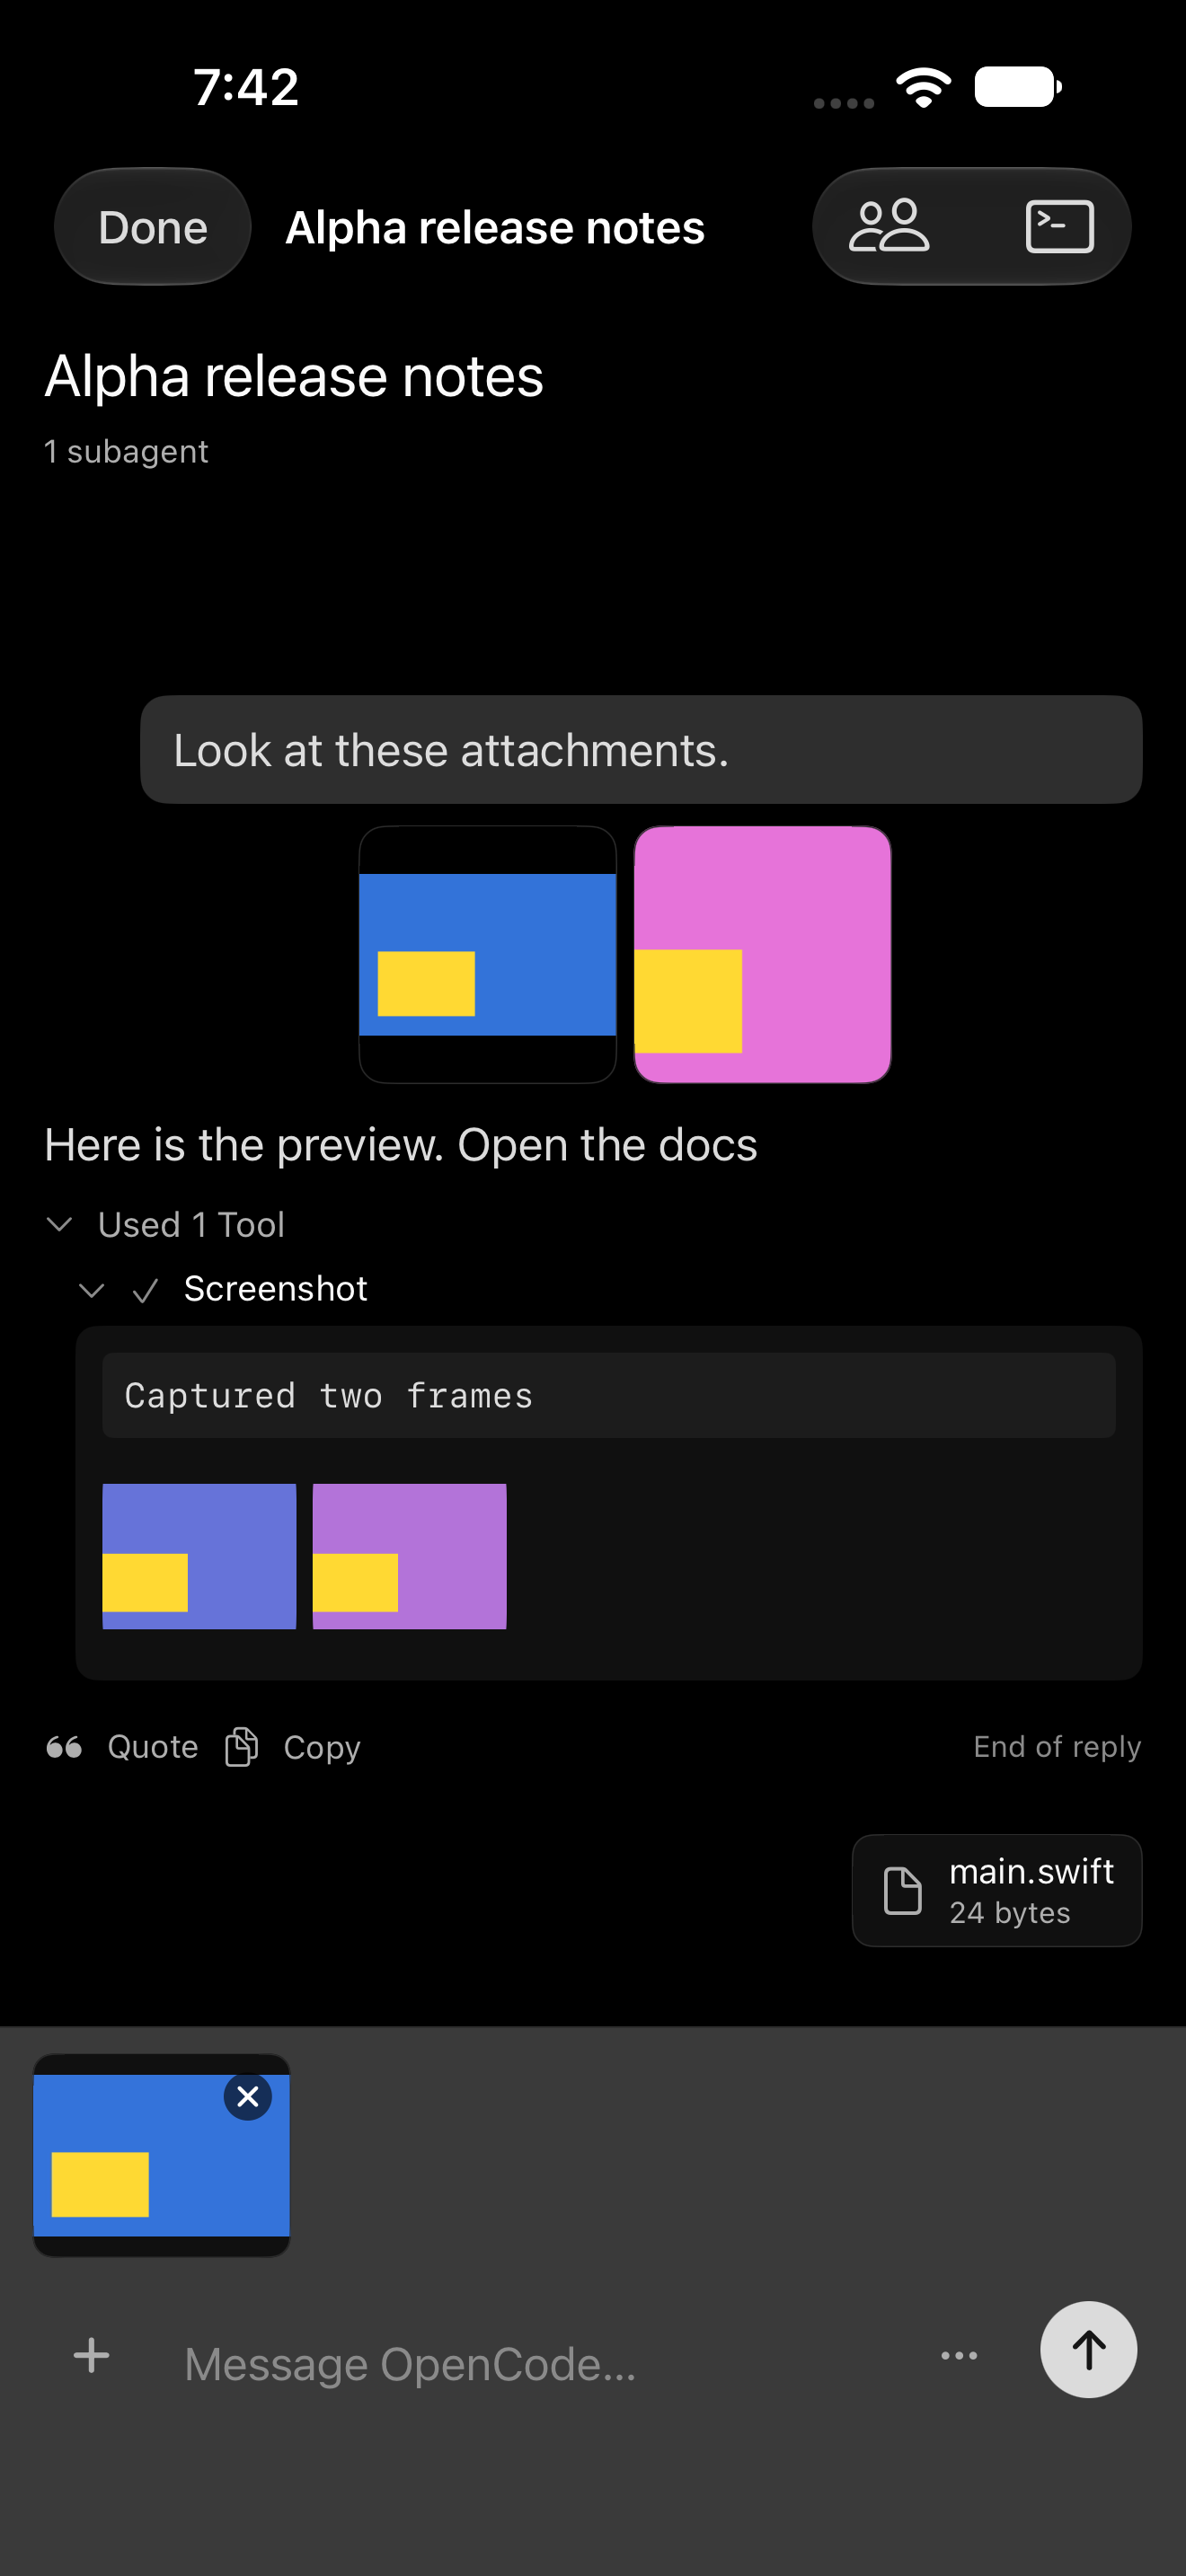 7:42
Done
Alpha release notes
Alpha release notes
1 subagent
Look at these attachments.
Here is the preview. Open the docs
Used 1 Tool
Screenshot
Captured two frames
Quote
Copy
End of reply
main.swift
24 bytes
Message OpenCode...